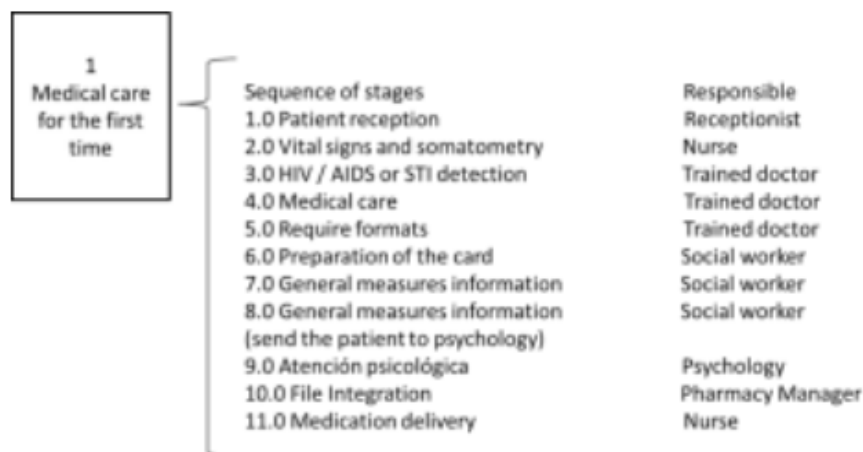 1
Medical care
for the first
time
Sequence of stages Responsible
1.0 Patient reception Receptionist
2.0 Vital signs and somatometry Nurse
3.0 HIV / AIDS or STI detection Trained doctor
4.0 Medical care Trained doctor
5.0 Require formats Trained doctor
6.0 Preparation of the card Social worker
7.0 General measures information Social worker
8.0 General measures information Social worker
(send the patient to psychology)
9.0 Atención psicológica Psychology
10.0 File Integration Pharmacy Manager
11.0 Medication delivery Nurse